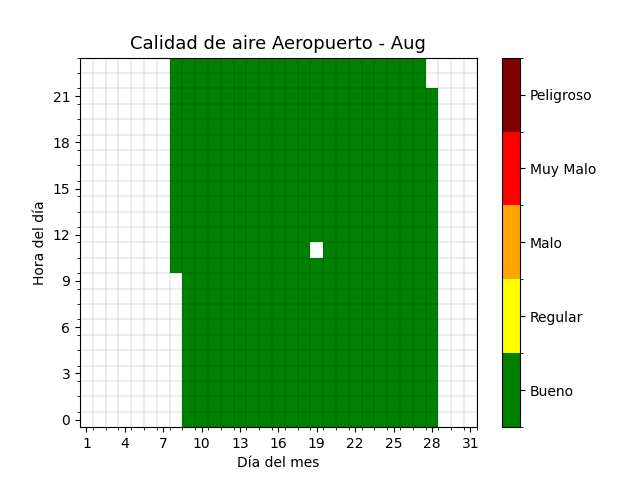 Calidad de aire Aeropuerto - Aug
Hora del día
21
18
15
12
9
6
3
0
1 4 7 10 13 16 19 22 25 28 31
Día del mes
Peligroso
Muy Malo
Malo
Regular
Bueno